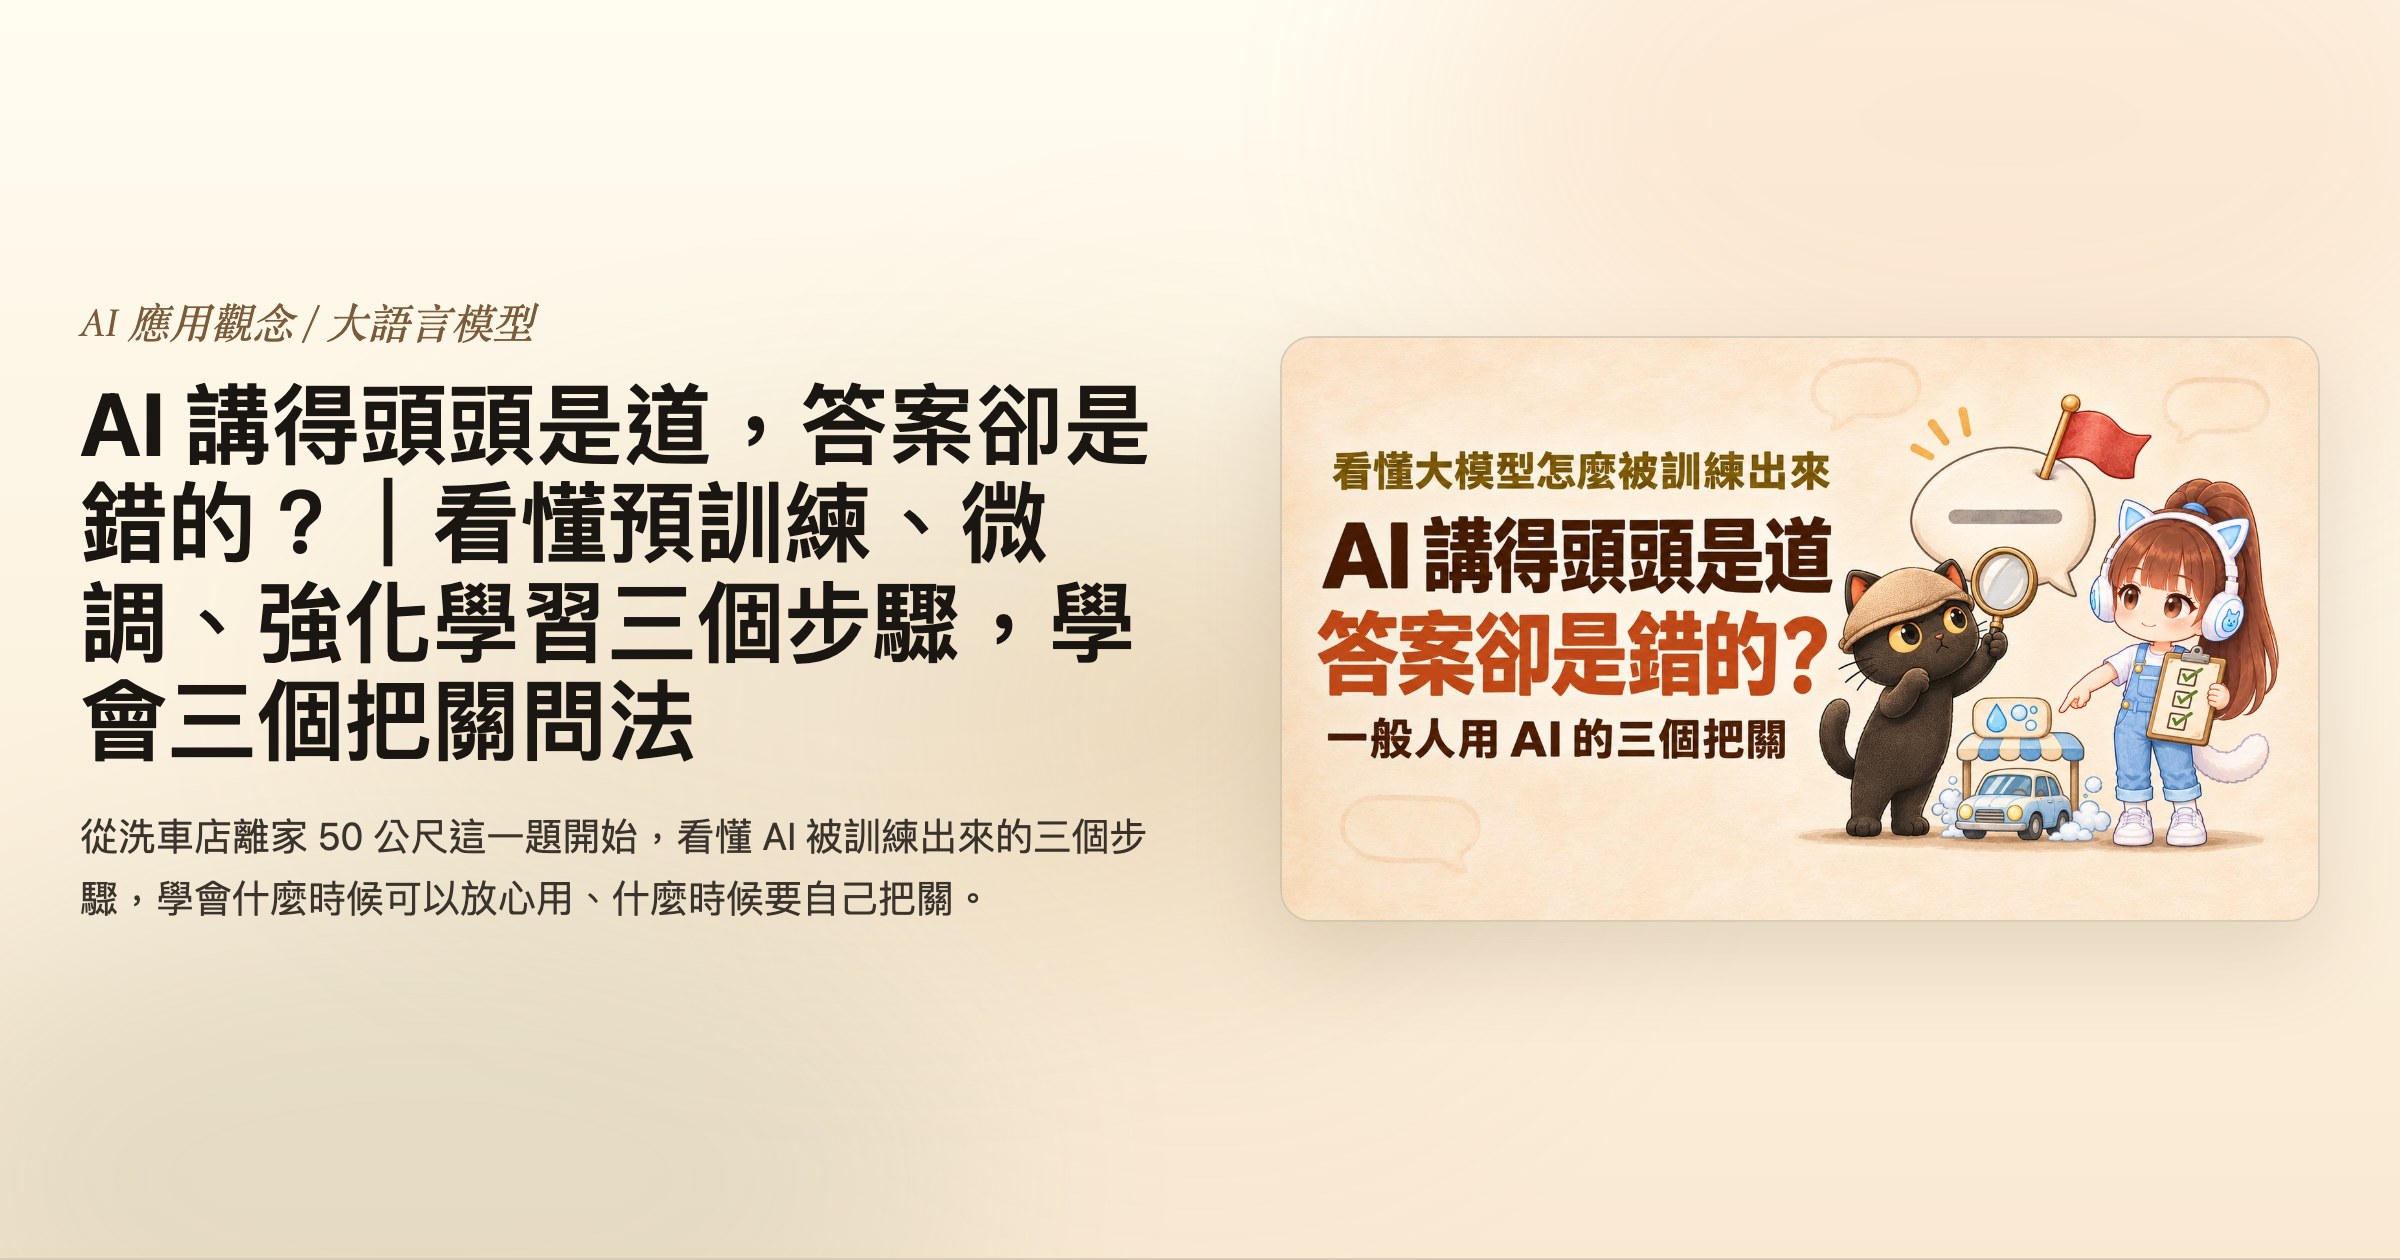 AI 應用觀念 / 大語言模型
AI 講得頭頭是道，答案卻是
錯的？｜看懂預訓練、微
調、強化學習三個步驟，學
會三個把關問法
從洗車店離家 50 公尺這一題開始，看懂 AI 被訓練出來的三個步
驟，學會什麼時候可以放心用、什麼時候要自己把關。
看懂大模型怎麼被訓練出來
AI 講得頭頭是道
答案卻是錯的?
一般人用 AI 的三個把關